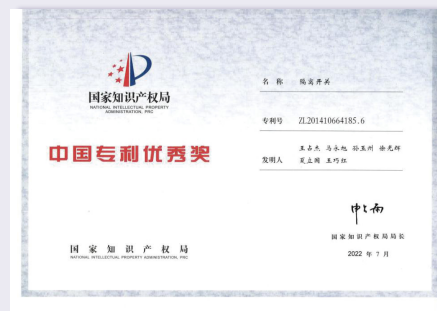 国家知识产权局
NATIONAL INTELLECTUAL PROPERTY
ADMINISTRATION, PRC
中国专利优秀奖
国家知识产权局
NATIONAL INTELLECTUAL PROPERTY ADMINISTRATION, PRC
名称 隔离开关
专利号 ZL201410664185.6
发明人 王占杰 马永旭 孙玉洲 徐光辉
夏立国 王巧红
国家知识产权局局长
2022 年 7 月